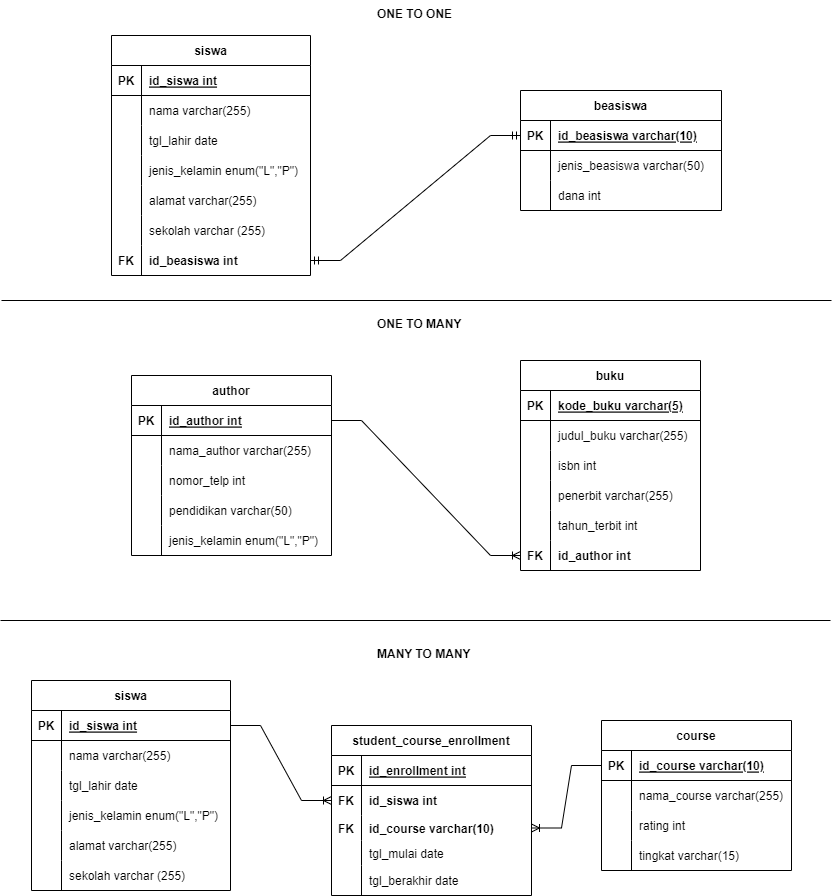 ONE TO ONE
siswa
PK id_siswa int
nama varchar(255)
tgl_lahir date
jenis_kelamin enum("L","P")
alamat varchar(255)
sekolah varchar (255)
FK id_beasiswa int
beasiswa
PK id_beasiswa varchar(10)
jenis_beasiswa varchar(50)
dana int
ONE TO MANY
author
PK id_author int
nama_author varchar(255)
nomor_telp int
pendidikan varchar(50)
jenis_kelamin enum("L","P")
buku
PK kode_buku varchar(5)
judul_buku varchar(255)
isbn int
penerbit varchar(255)
tahun_terbit int
FK id_author int
MANY TO MANY
siswa
PK id_siswa int
nama varchar(255)
tgl_lahir date
jenis_kelamin enum("L","P")
alamat varchar(255)
sekolah varchar (255)
student_course_enrollment
PK id_enrollment int
FK id_siswa int
FK id_course varchar(10)
tgl_mulai date
tgl_berakhir date
course
PK id_course varchar(10)
nama_course varchar(255)
rating int
tingkat varchar(15)